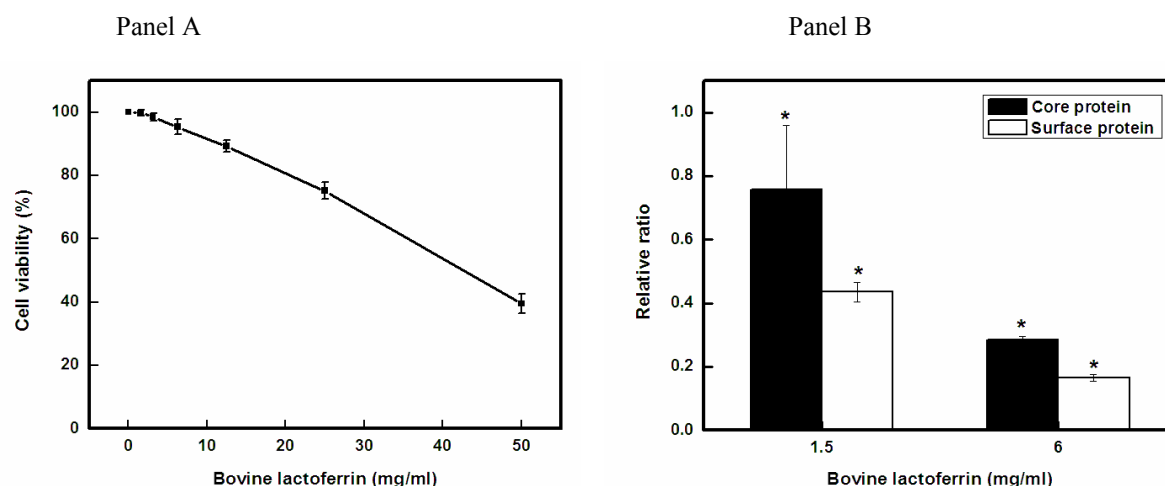 Panel A
Panel B
Cell viability (%)
100
80
60
40
20
0
0 10 20 30 40 50
Bovine lactoferrin (mg/ml)
Relative ratio
1.0
0.8
0.6
0.4
0.2
0.0
Core protein
Surface protein
*
*
*
*
1.5 6
Bovine lactoferrin (mg/ml)